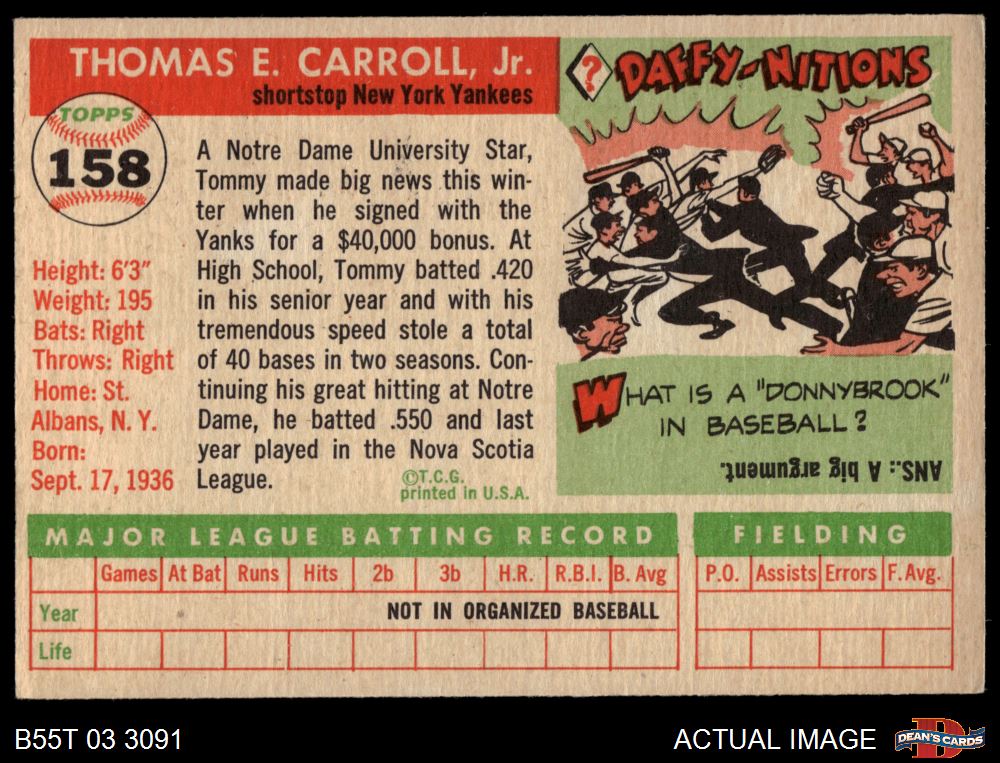 THOMAS E. CARROLL, Jr.
shortstop New York Yankees
TOPPS
158
Height: 6'3"
Weight: 195
Bats: Right
Throws: Right
Home: St.
Albans, N. Y.
Born:
Sept. 17, 1936
A Notre Dame University Star,
Tommy made big news this win-
ter when he signed with the
Yanks for a $40,000 bonus. At
High School, Tommy batted .420
in his senior year and with his
tremendous speed stole a total
of 40 bases in two seasons. Con-
tinuing his great hitting at Notre
Dame, he batted .550 and last
year played in the Nova Scotia
League.
©T.C.G.
printed in U.S.A.
? DAFFY-NITIONS
WHAT IS A "DONNYBROOK"
IN BASEBALL?
ANS.: A big argument.
MAJOR LEAGUE BATTING RECORD
Games At Bat Runs Hits 2b 3b H.R. R.B.I. B. Avg
Year NOT IN ORGANIZED BASEBALL
Life
FIELDING
P.O. Assists Errors F. Avg.
B55T 03 3091
ACTUAL IMAGE
DEAN'S CARDS